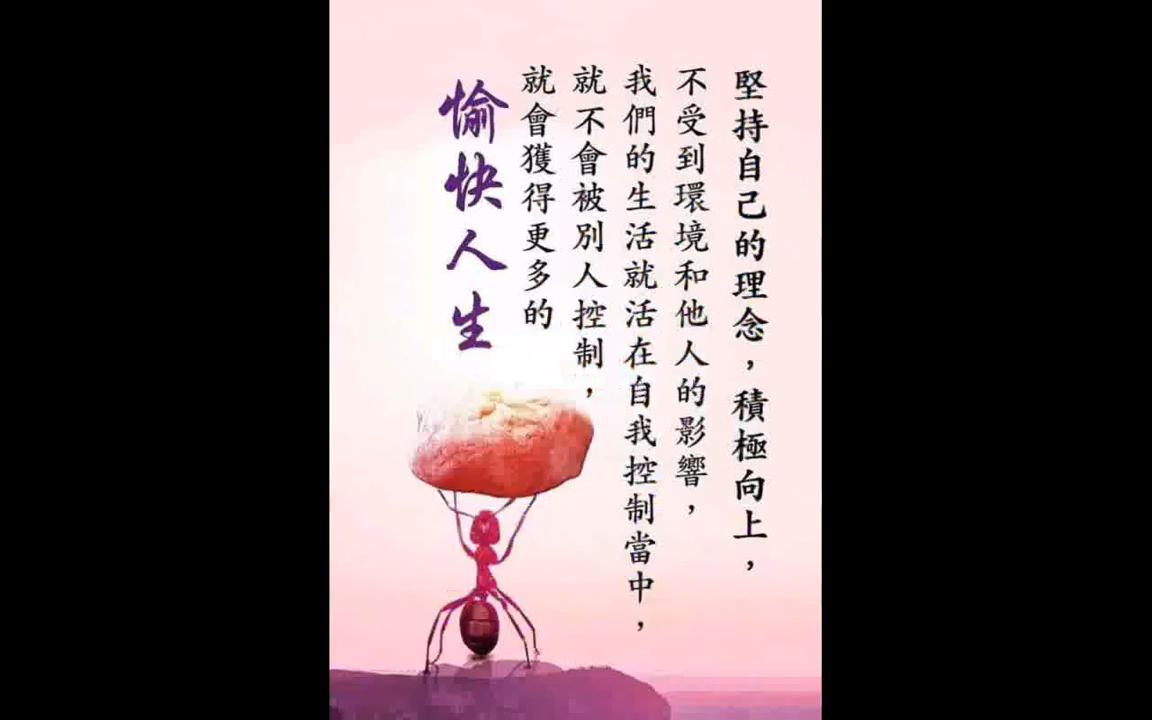 堅持自己的理念，積極向上，
不受到環境和他人的影響，
我們的生活就活在自我控制當中，
就不會被別人控制，
就會獲得更多的
愉快人生